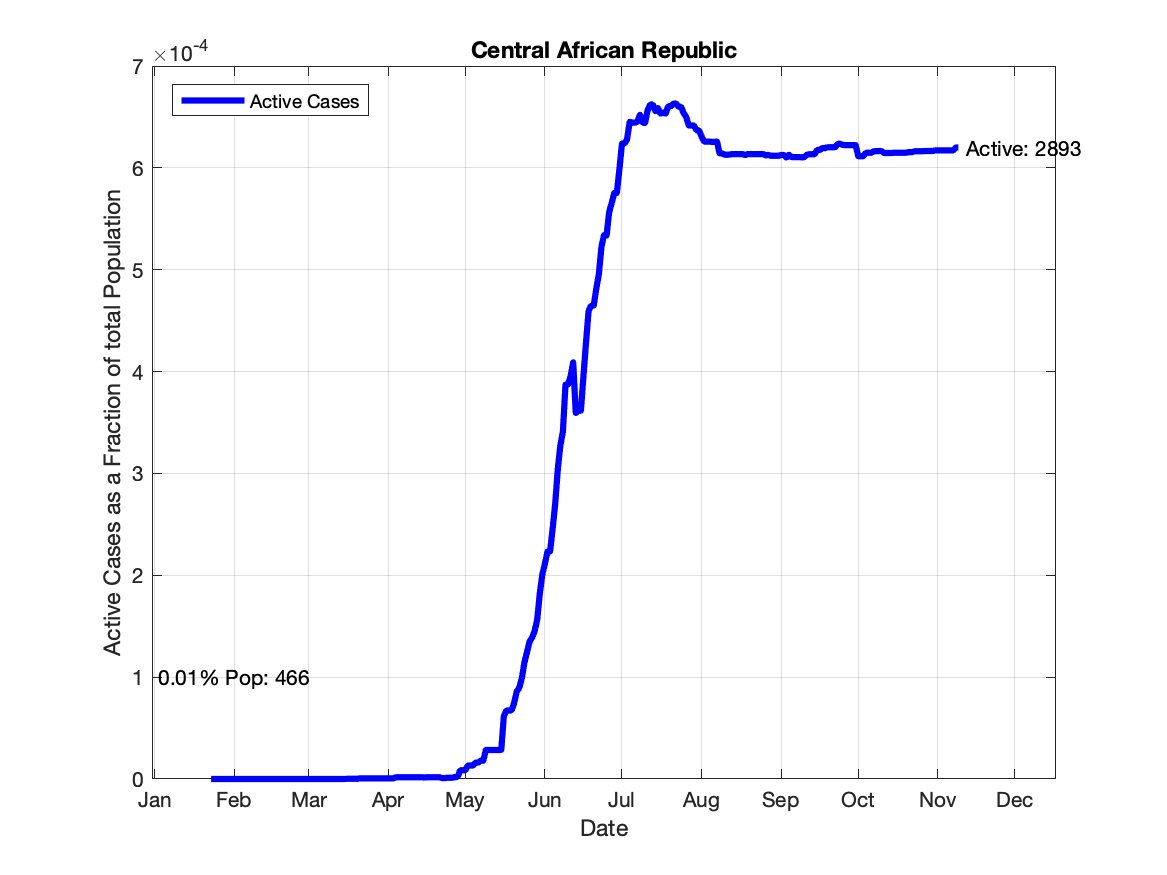 Central African Republic
×10-4
7
Active Cases
6
Active: 2893
5
4
3
2
1
0.01% Pop: 466
0
Active Cases as a Fraction of total Population
Jan Feb Mar Apr May Jun Jul Aug Sep Oct Nov Dec
Date